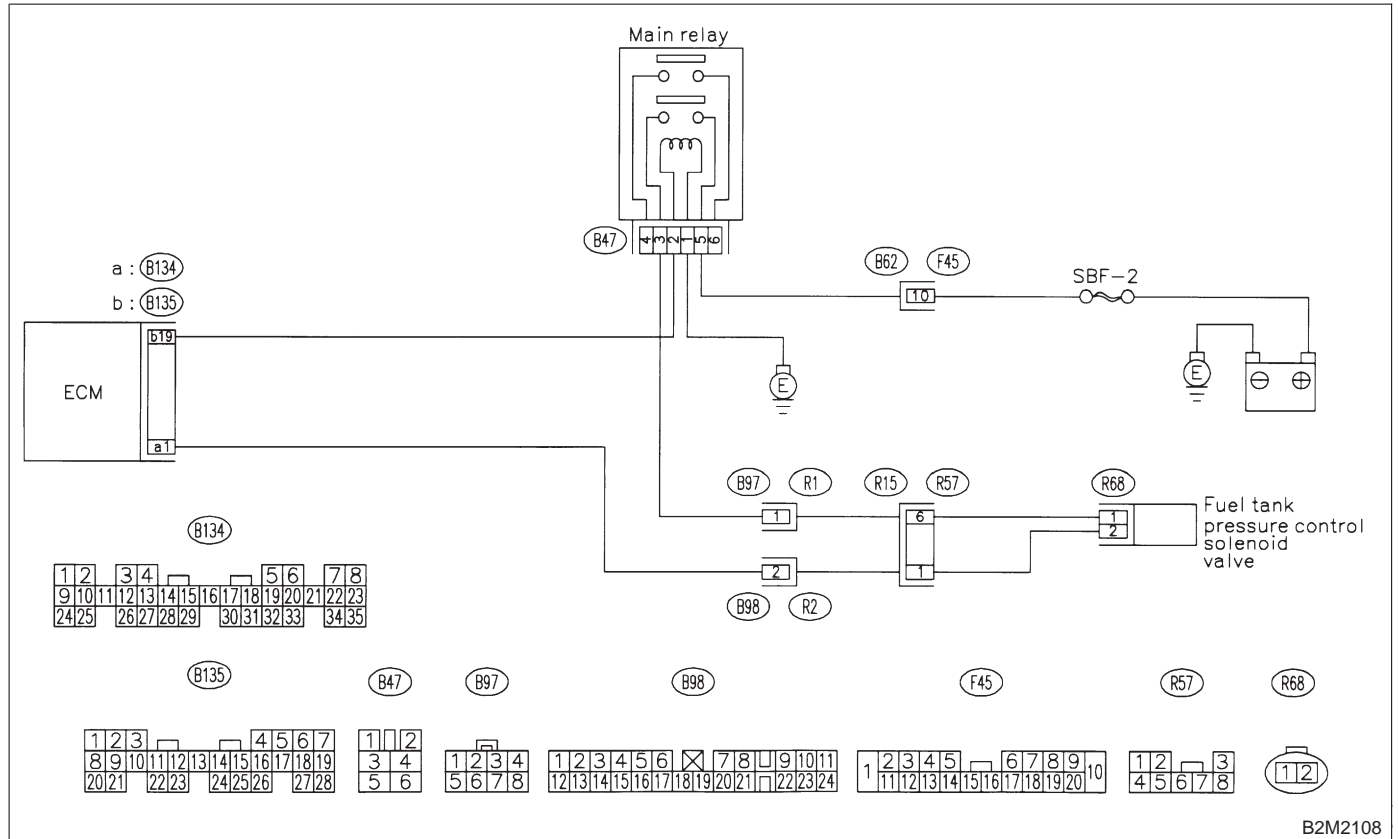 Main relay
4 3 2 1 5 6
B47
a : B134
b : B135
B62 F45
SBF-2
10
b19
ECM
E
E
⊖ ⊕
a1
B97 R1 R15 R57 R68
1 6 1
2
Fuel tank
pressure control
solenoid
valve
2 1
B98 R2
B134
1 2 3 4 5 6 7 8
9 10 11 12 13 14 15 16 17 18 19 20 21 22 23
24 25 26 27 28 29 30 31 32 33 34 35
B135 B47 B97 B98 F45 R57 R68
1 2 3 4 5 6 7
8 9 10 11 12 13 14 15 16 17 18 19
20 21 22 23 24 25 26 27 28
1 2
3 4
5 6
1 2 3 4
5 6 7 8
1 2 3 4 5 6 7 8 9 10 11
12 13 14 15 16 17 18 19 20 21 22 23 24
1 2 3 4 5 6 7 8 9 10
11 12 13 14 15 16 17 18 19 20
1 2 3
4 5 6 7 8
1 2
B2M2108